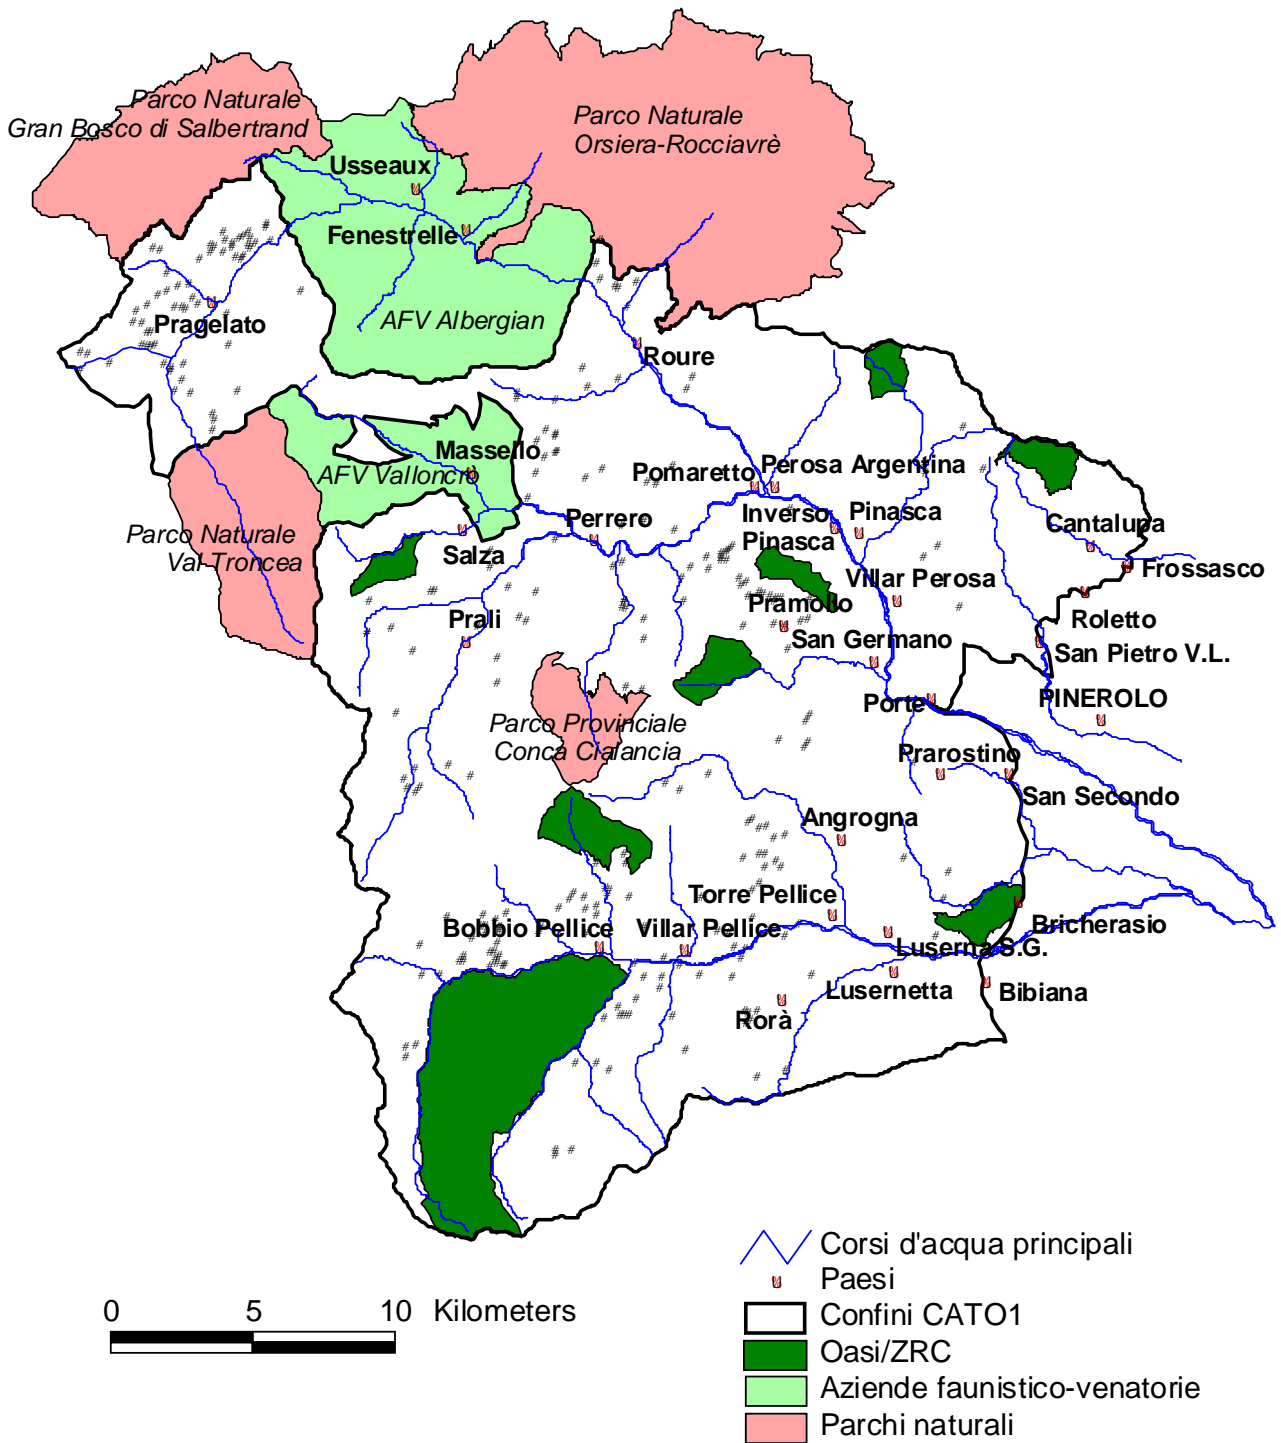 Parco Naturale
Gran Bosco di Salbertrand
Parco Naturale
Orsiera-Rocciavrè
Usseaux
Fenestrelle
AFV Albergian
Pragelato
Roure
Massello
AFV Valloncrò
Pomaretto
Perosa Argentina
Parco Naturale
Val Troncea
Perrero
Inverso
Pinasca
Pinasca
Cantalupa
Salza
Frossasco
Villar Perosa
Prali
Pramollo
Roletto
San Germano
San Pietro V.L.
Parco Provinciale
Conca Cialancia
Porte
PINEROLO
Prarostino
San Secondo
Angrogna
Torre Pellice
Bobbio Pellice
Villar Pellice
Bricherasio
Luserna S.G.
Lusernetta
Bibiana
Rorà
Corsi d'acqua principali
Paesi
0 5 10 Kilometers
Confini CATO1
Oasi/ZRC
Aziende faunistico-venatorie
Parchi naturali